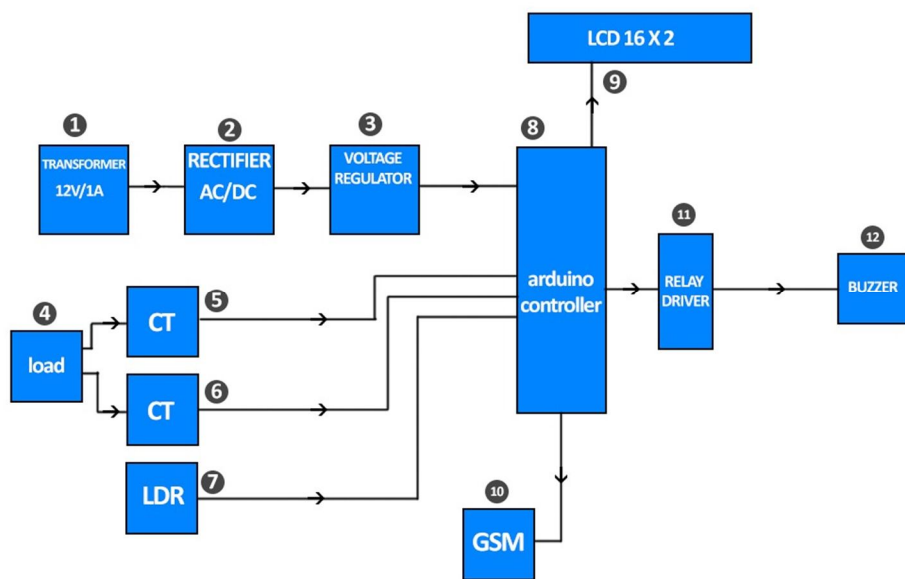 LCD 16 X 2
9
1
2
3
8
TRANSFORMER
12V/1A
RECTIFIER
AC/DC
VOLTAGE
REGULATOR
11
12
arduino
controller
RELAY
DRIVER
BUZZER
4
load
5
CT
6
CT
7
LDR
10
GSM